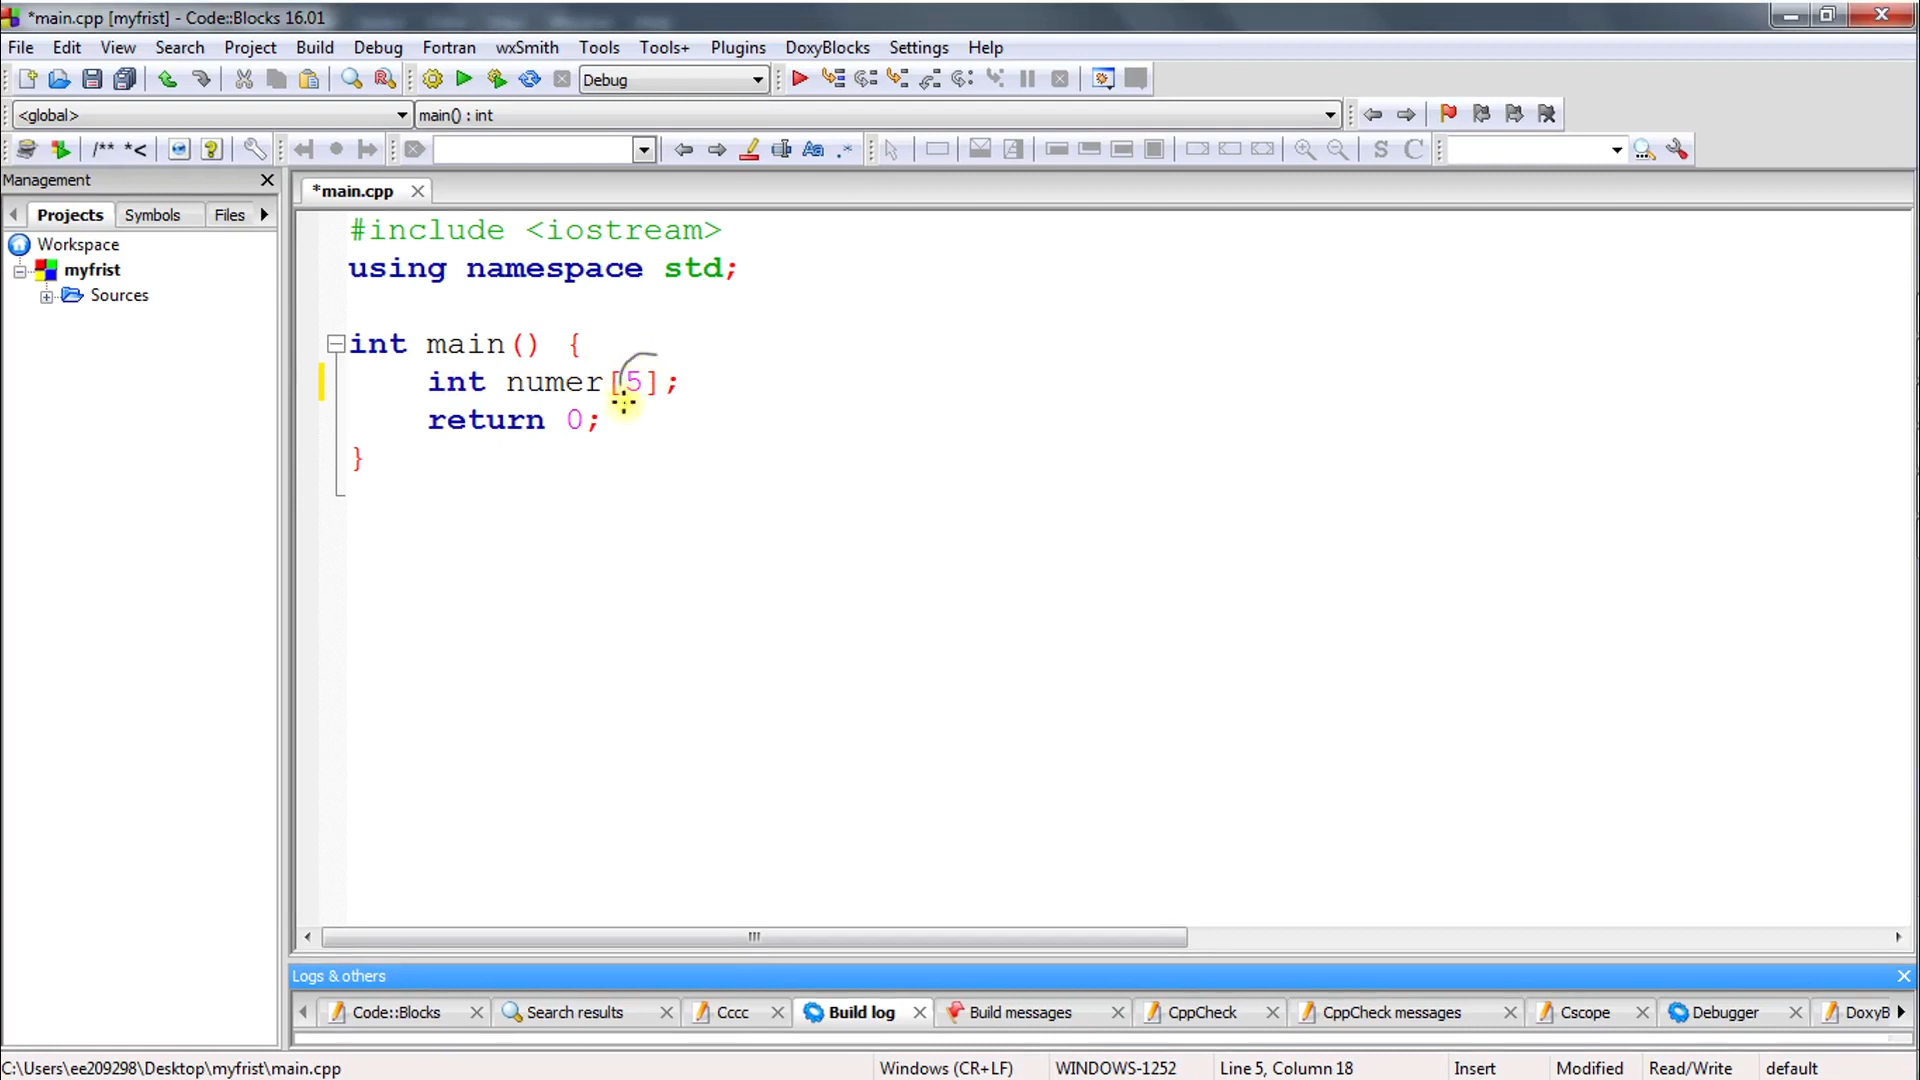 *main.cpp [myfrist] - Code::Blocks 16.01
File Edit View Search Project Build Debug Fortran wxSmith Tools Tools+ Plugins DoxyBlocks Settings Help
Debug
<global> main() : int
/** *<
S C
Management
*main.cpp
Projects Symbols Files
Workspace
myfrist
Sources
#include <iostream>
using namespace std;
int main() {
int numer[5];
return 0;
}
Logs & others
Code::Blocks Search results Cccc Build log Build messages CppCheck CppCheck messages Cscope Debugger DoxyB
C:\Users\ee209298\Desktop\myfrist\main.cpp Windows (CR+LF) WINDOWS-1252 Line 5, Column 18 Insert Modified Read/Write default